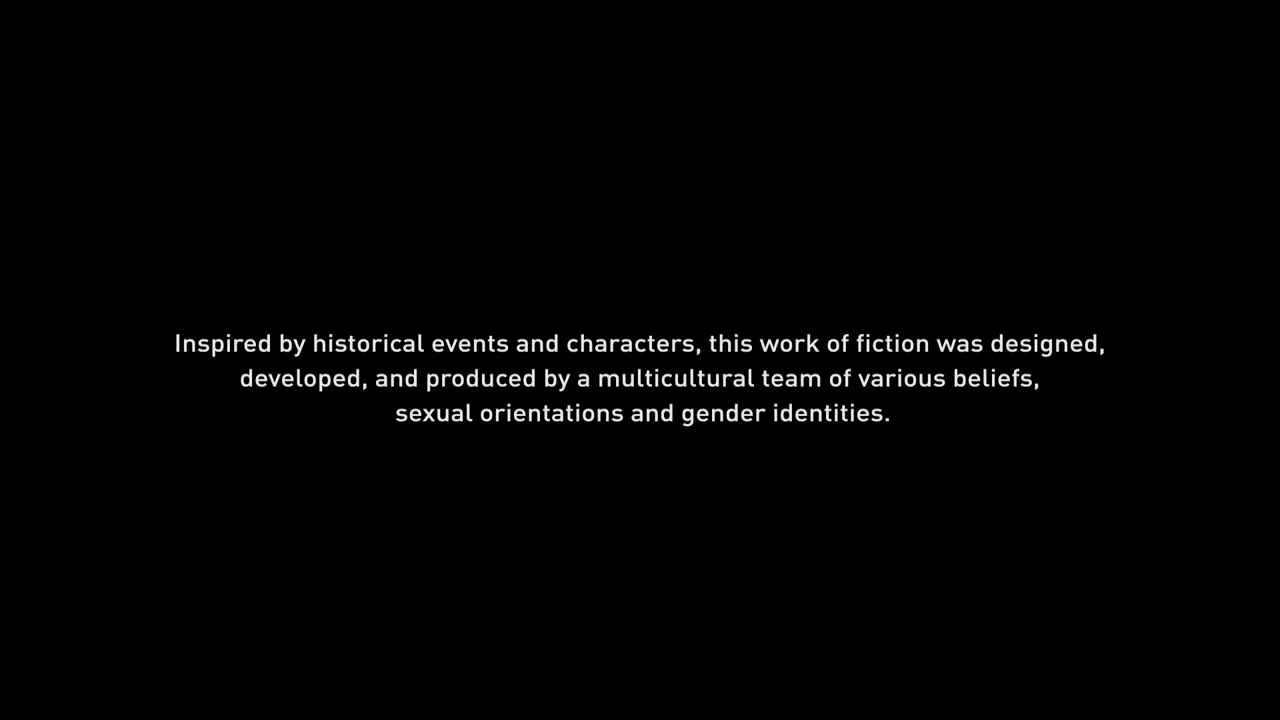 Inspired by historical events and characters, this work of fiction was designed,
developed, and produced by a multicultural team of various beliefs,
sexual orientations and gender identities.